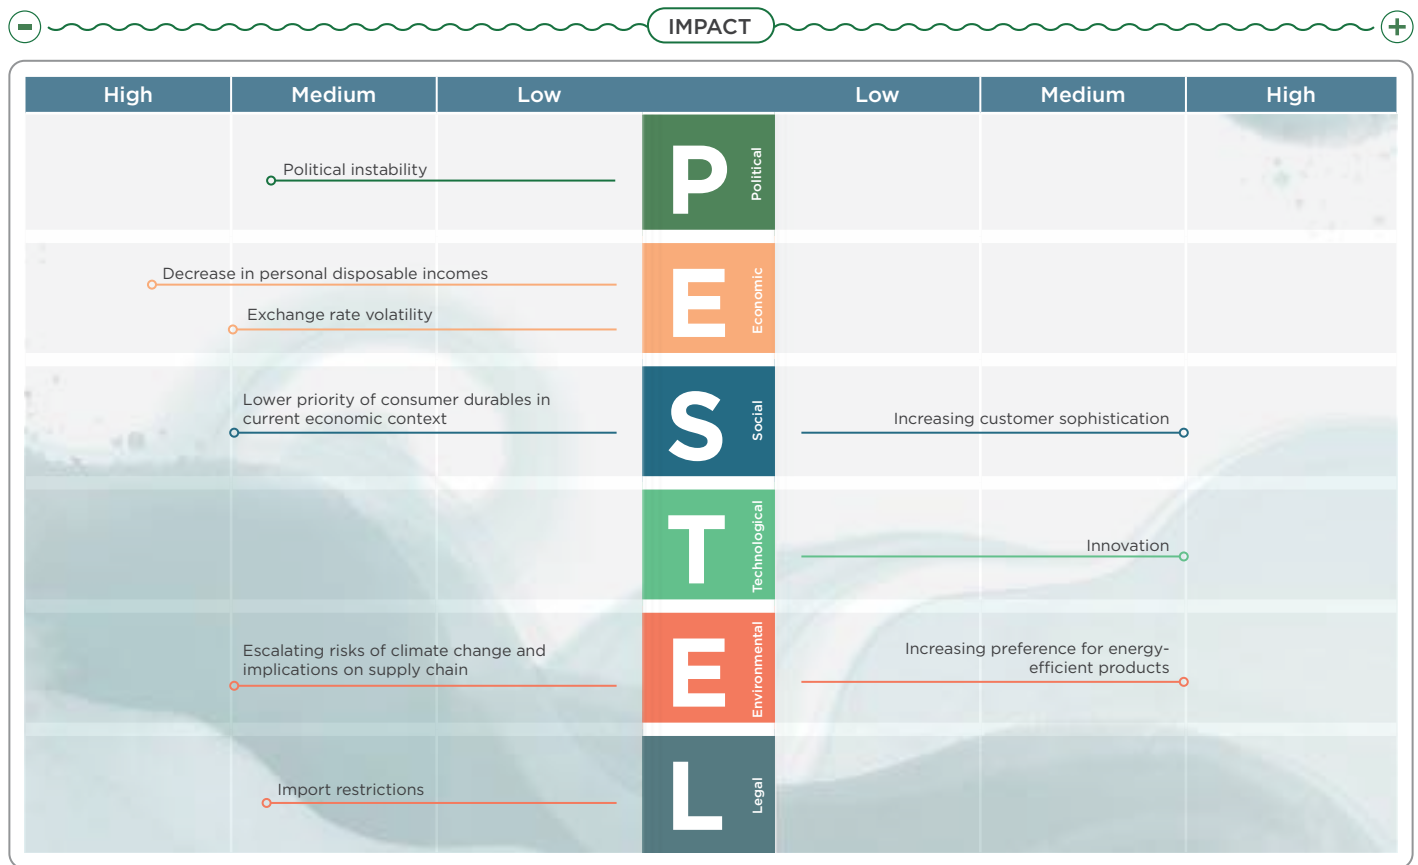 IMPACT
High Medium Low Low Medium High
Political instability
P
Political
Decrease in personal disposable incomes
Exchange rate volatility
E
Economic
Lower priority of consumer durables in
current economic context
S
Social
Increasing customer sophistication
T
Technological
Innovation
Escalating risks of climate change and
implications on supply chain
E
Environmental
Increasing preference for energy-
efficient products
Import restrictions
L
Legal